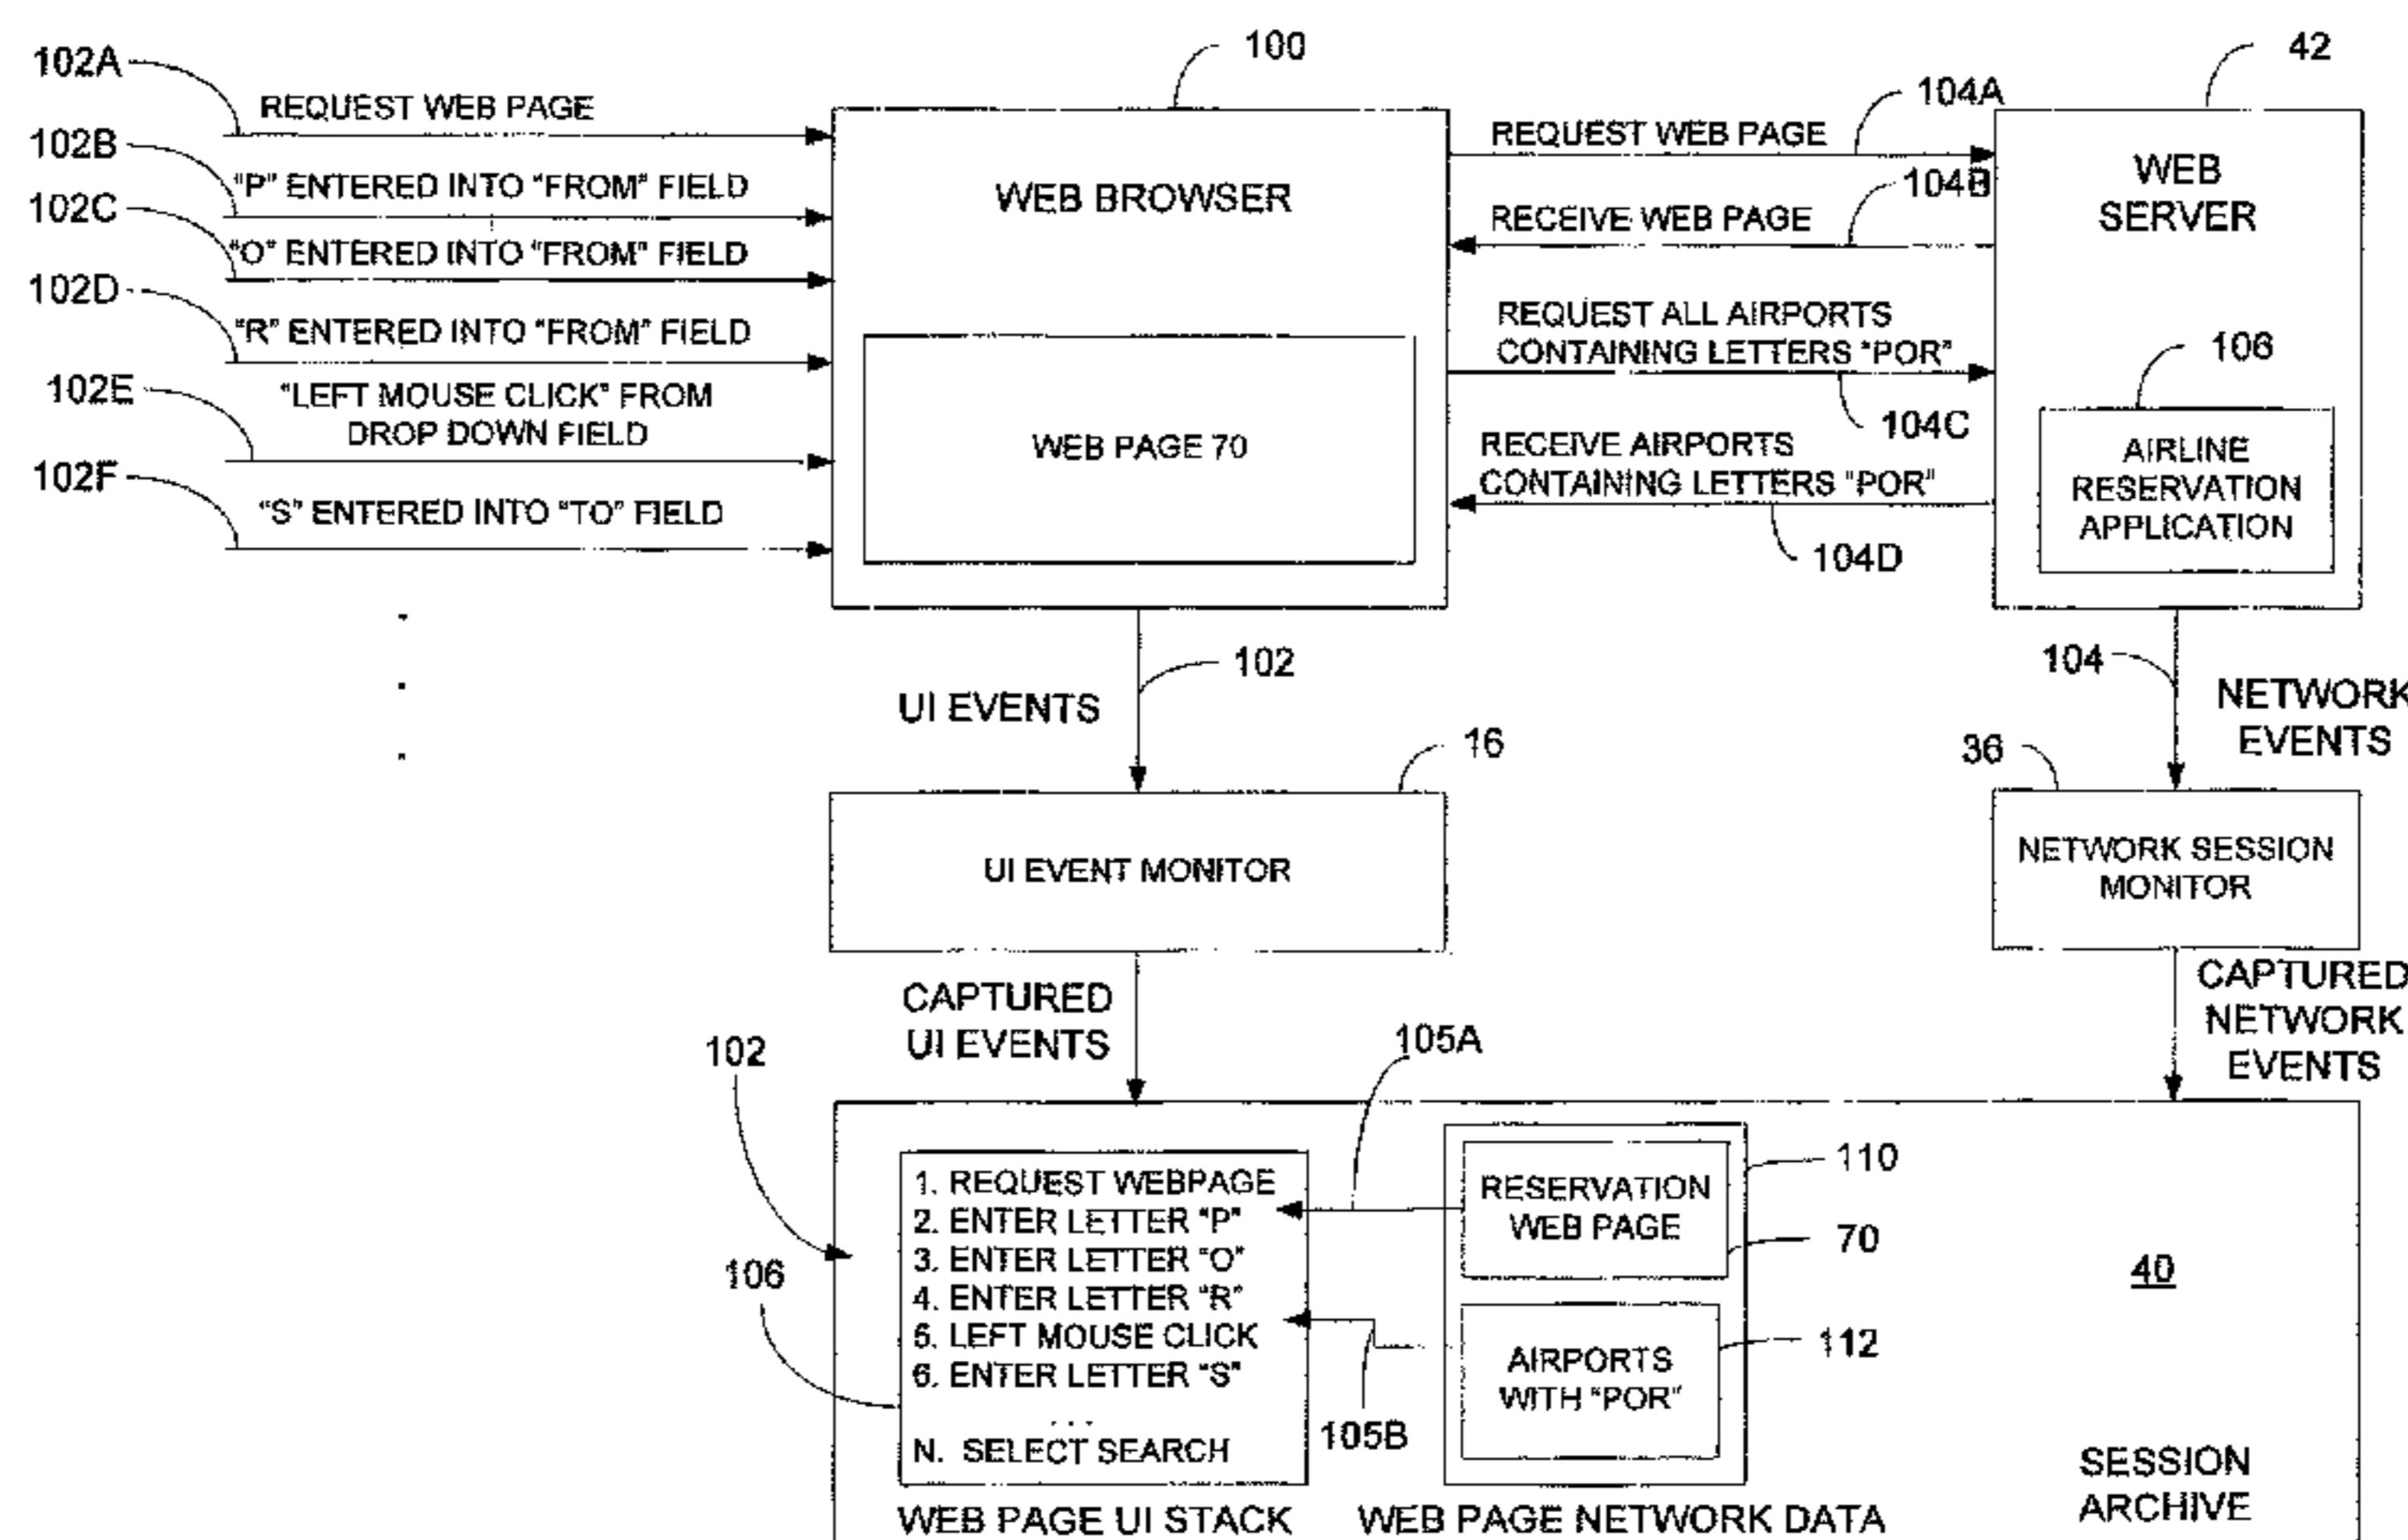 102A
REQUEST WEB PAGE
102B
"P" ENTERED INTO "FROM" FIELD
102C
"O" ENTERED INTO "FROM" FIELD
102D
"R" ENTERED INTO "FROM" FIELD
102E
"LEFT MOUSE CLICK" FROM
DROP DOWN FIELD
102F
"S" ENTERED INTO "TO" FIELD
.
.
.
100
WEB BROWSER
WEB PAGE 70
REQUEST WEB PAGE
104A
RECEIVE WEB PAGE
104B
REQUEST ALL AIRPORTS
CONTAINING LETTERS "POR"
104C
RECEIVE AIRPORTS
CONTAINING LETTERS "POR"
104D
42
WEB
SERVER
106
AIRLINE
RESERVATION
APPLICATION
102
UI EVENTS
104
NETWORK
EVENTS
16
UI EVENT MONITOR
36
NETWORK SESSION
MONITOR
CAPTURED
UI EVENTS
CAPTURED
NETWORK
EVENTS
102
106
1. REQUEST WEBPAGE
2. ENTER LETTER "P"
3. ENTER LETTER "O"
4. ENTER LETTER "R"
5. LEFT MOUSE CLICK
6. ENTER LETTER "S"
...
N. SELECT SEARCH
WEB PAGE UI STACK
105A
105B
RESERVATION
WEB PAGE
110
70
AIRPORTS
WITH "POR"
112
WEB PAGE NETWORK DATA
40
SESSION
ARCHIVE